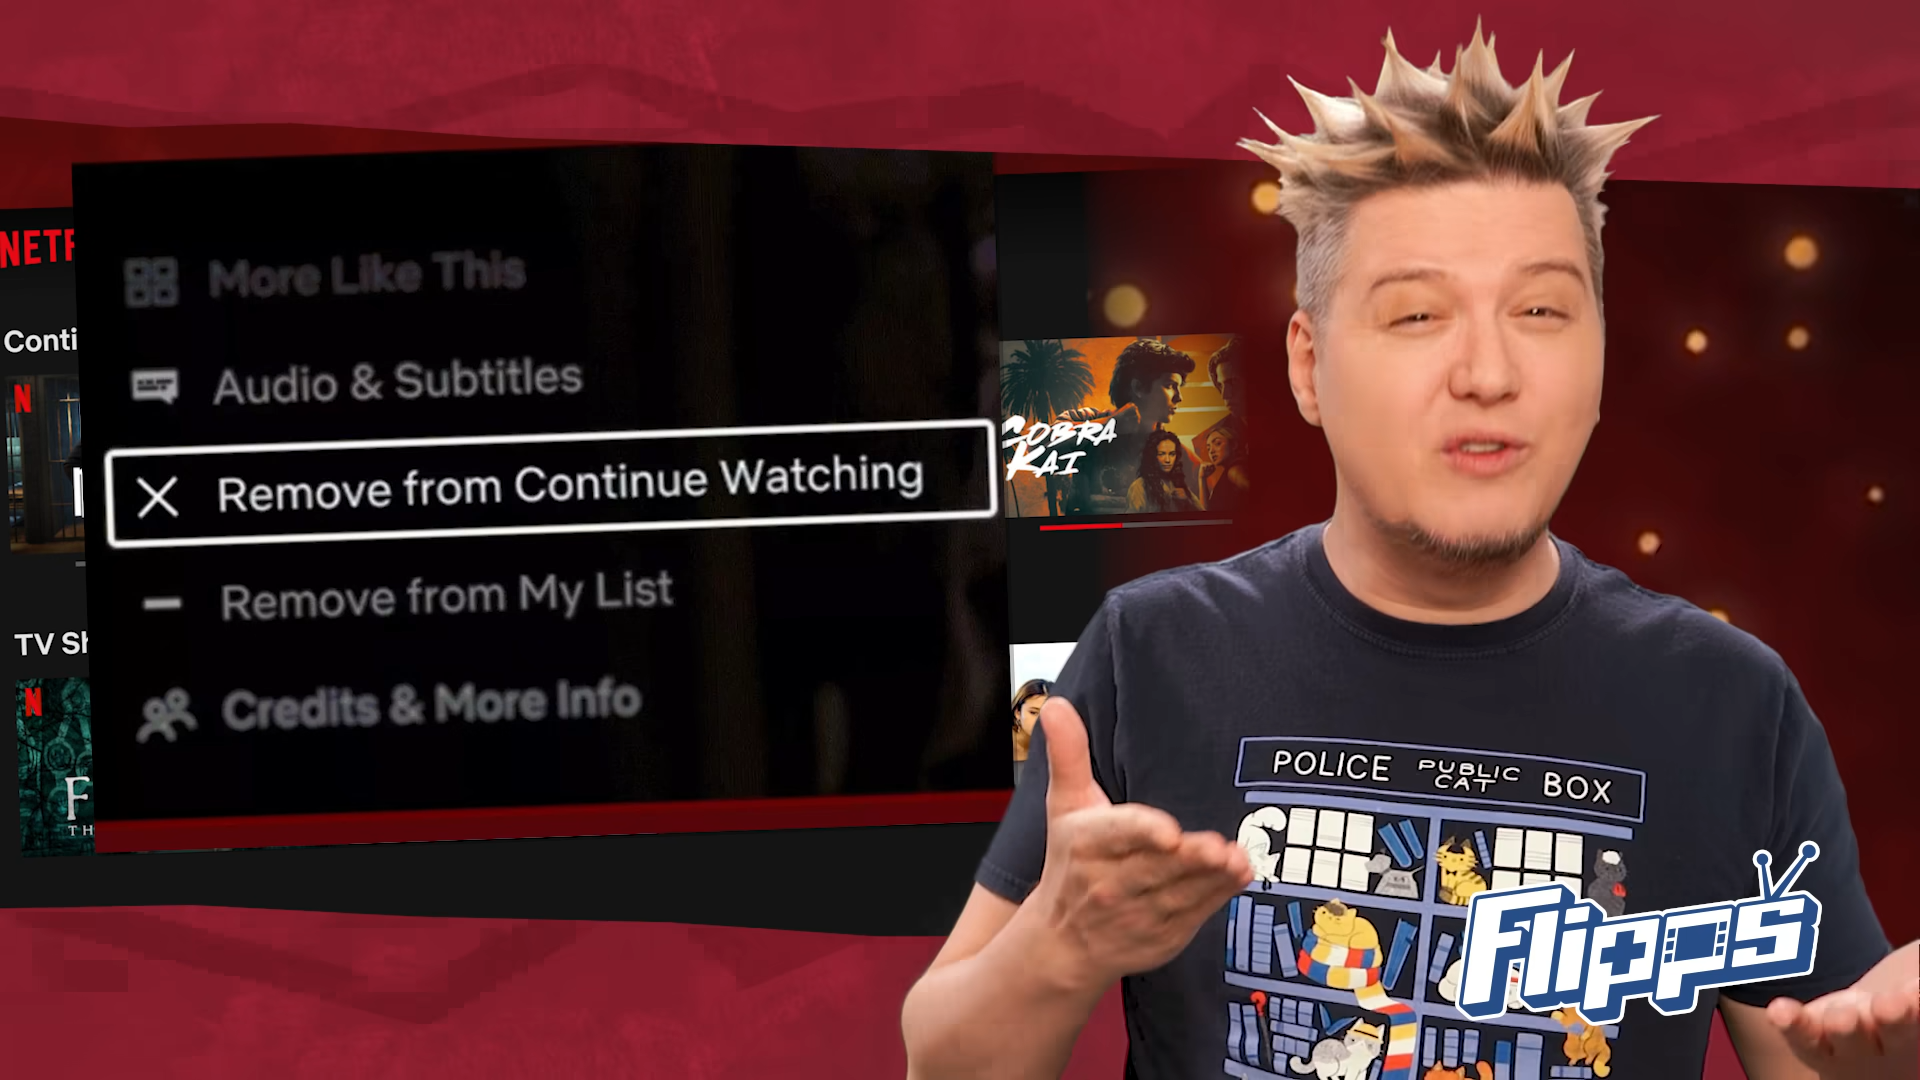 NETF
Conti
N
TV Sh
N
F
TH
More Like This
Audio & Subtitles
Remove from Continue Watching
Remove from My List
Credits & More Info
COBRA
KAI
POLICE PUBLIC CAT BOX
Flipps